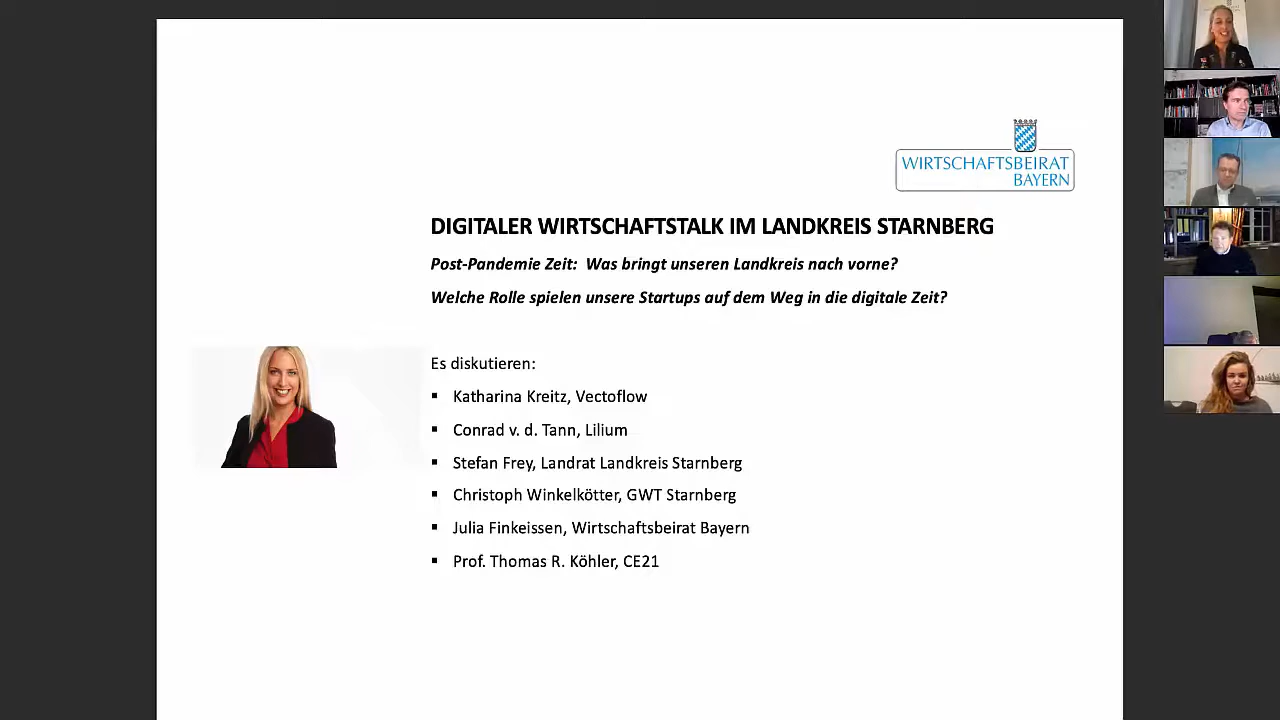 WIRTSCHAFTSBEIRAT
BAYERN
DIGITALER WIRTSCHAFTSTALK IM LANDKREIS STARNBERG
Post-Pandemie Zeit: Was bringt unseren Landkreis nach vorne?
Welche Rolle spielen unsere Startups auf dem Weg in die digitale Zeit?
Es diskutieren:
▪ Katharina Kreitz, Vectoflow
▪ Conrad v. d. Tann, Lilium
▪ Stefan Frey, Landrat Landkreis Starnberg
▪ Christoph Winkelkötter, GWT Starnberg
▪ Julia Finkeissen, Wirtschaftsbeirat Bayern
▪ Prof. Thomas R. Köhler, CE21